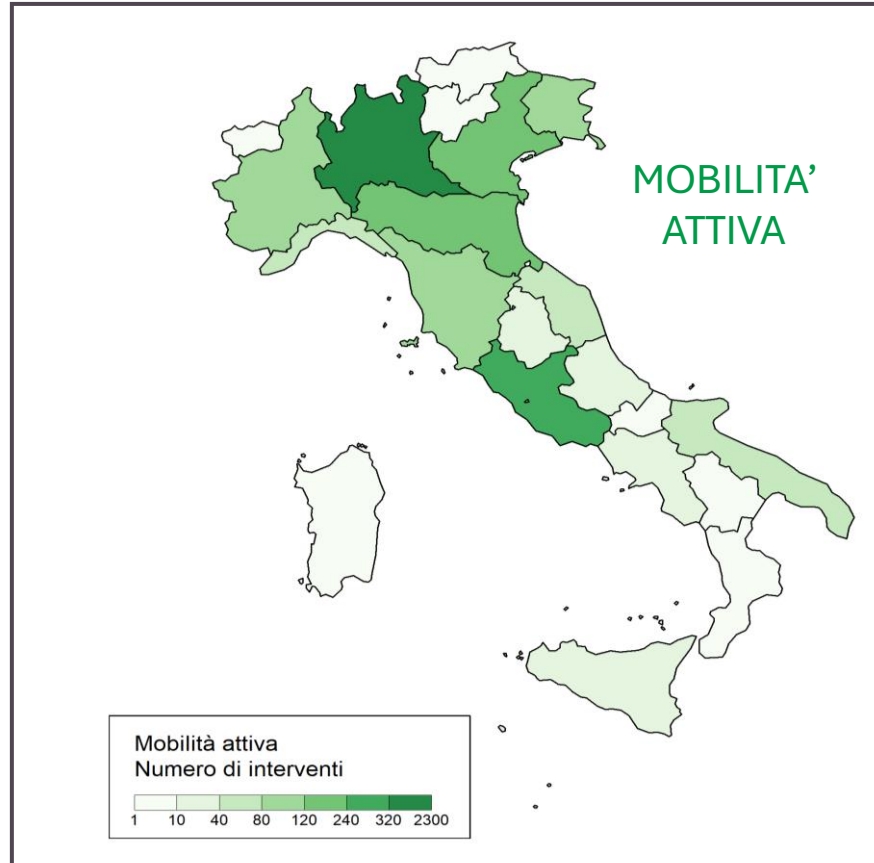 MOBILITA’
ATTIVA
Mobilità attiva
Numero di interventi
1 10 40 80 120 240 320 2300